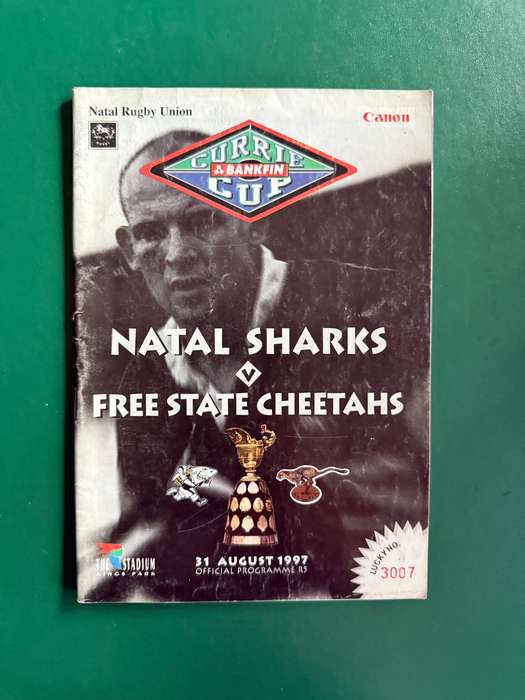 Natal Rugby Union
Canon
CURRIE
BANKFIN
CUP
NATAL SHARKS
V
FREE STATE CHEETAHS
THE STADIUM
KINGS PARK
31 AUGUST 1997
OFFICIAL PROGRAMME R5
LUCKY NO.
3007